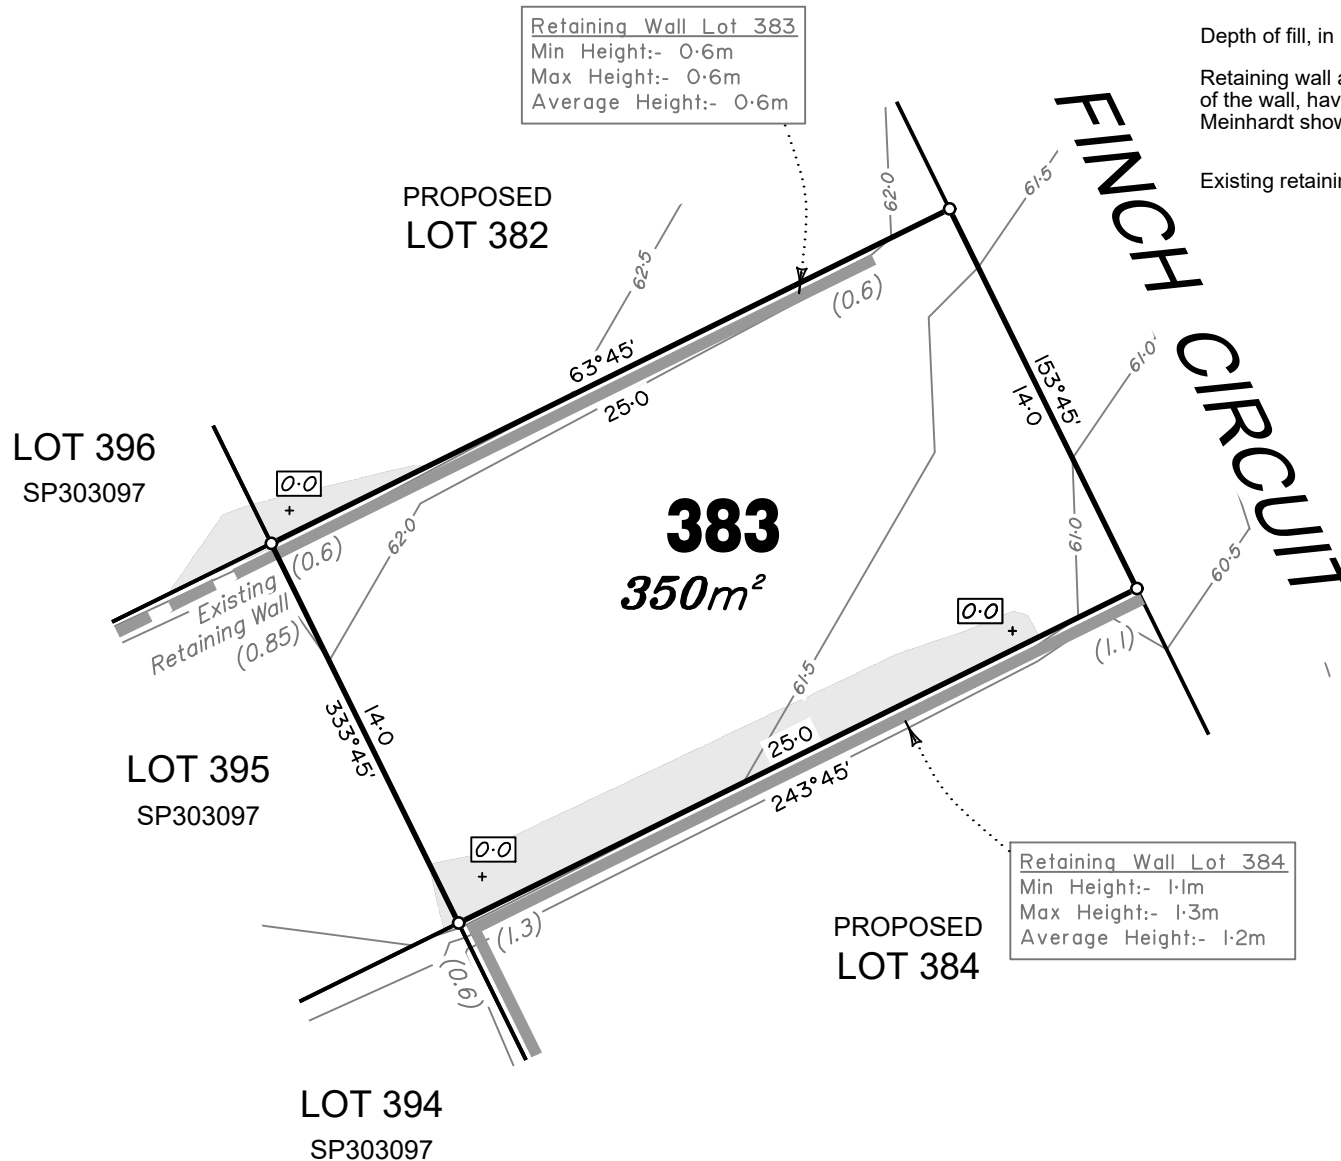 Retaining Wall Lot 383
Min Height:- 0·6m
Max Height:- 0·6m
Average Height:- 0·6m
Depth of fill, in
Retaining wall
of the wall, hav
Meinhardt show
Existing retainin
FINCH CIRCUIT
PROPOSED
LOT 382
62·0
61·5
62·5
(0.6)
63°45'
25·0
153°45'
14·0
61·0
LOT 396
SP303097
0·0
62·0
(0.6)
Existing
Retaining Wall
(0.85)
383
350m²
61·0
60·5
0·0
(1.1)
61·5
333°45'
14·0
LOT 395
SP303097
25·0
243°45'
0·0
(1.3)
(0.6)
Retaining Wall Lot 384
Min Height:- 1·1m
Max Height:- 1·3m
Average Height:- 1·2m
PROPOSED
LOT 384
LOT 394
SP303097